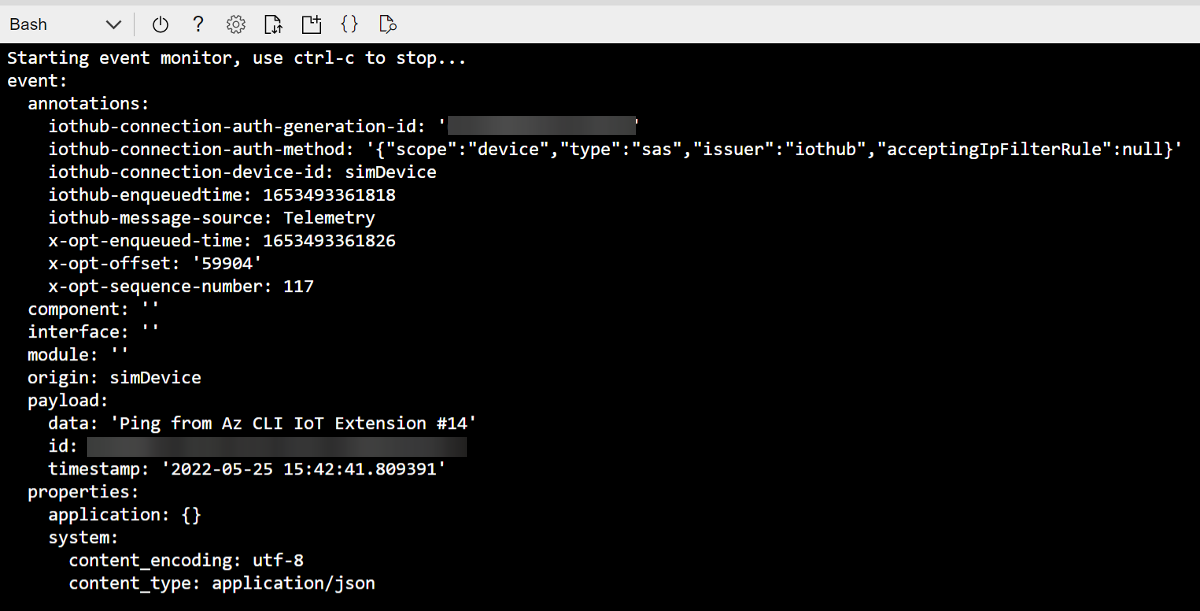 Bash
Starting event monitor, use ctrl-c to stop...
event:
  annotations:
    iothub-connection-auth-generation-id: '                  '
    iothub-connection-auth-method: '{"scope":"device","type":"sas","issuer":"iothub","acceptingIpFilterRule":null}'
    iothub-connection-device-id: simDevice
    iothub-enqueuedtime: 1653493361818
    iothub-message-source: Telemetry
    x-opt-enqueued-time: 1653493361826
    x-opt-offset: '59904'
    x-opt-sequence-number: 117
  component: ''
  interface: ''
  module: ''
  origin: simDevice
  payload:
    data: 'Ping from Az CLI IoT Extension #14'
    id:
    timestamp: '2022-05-25 15:42:41.809391'
  properties:
    application: {}
    system:
      content_encoding: utf-8
      content_type: application/json